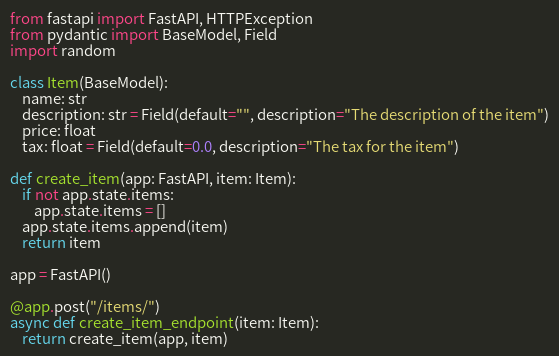 from fastapi import FastAPI, HTTPException
from pydantic import BaseModel, Field
import random

class Item(BaseModel):
    name: str
    description: str = Field(default="", description="The description of the item")
    price: float
    tax: float = Field(default=0.0, description="The tax for the item")

def create_item(app: FastAPI, item: Item):
    if not app.state.items:
        app.state.items = []
    app.state.items.append(item)
    return item

app = FastAPI()

@app.post("/items/")
async def create_item_endpoint(item: Item):
    return create_item(app, item)